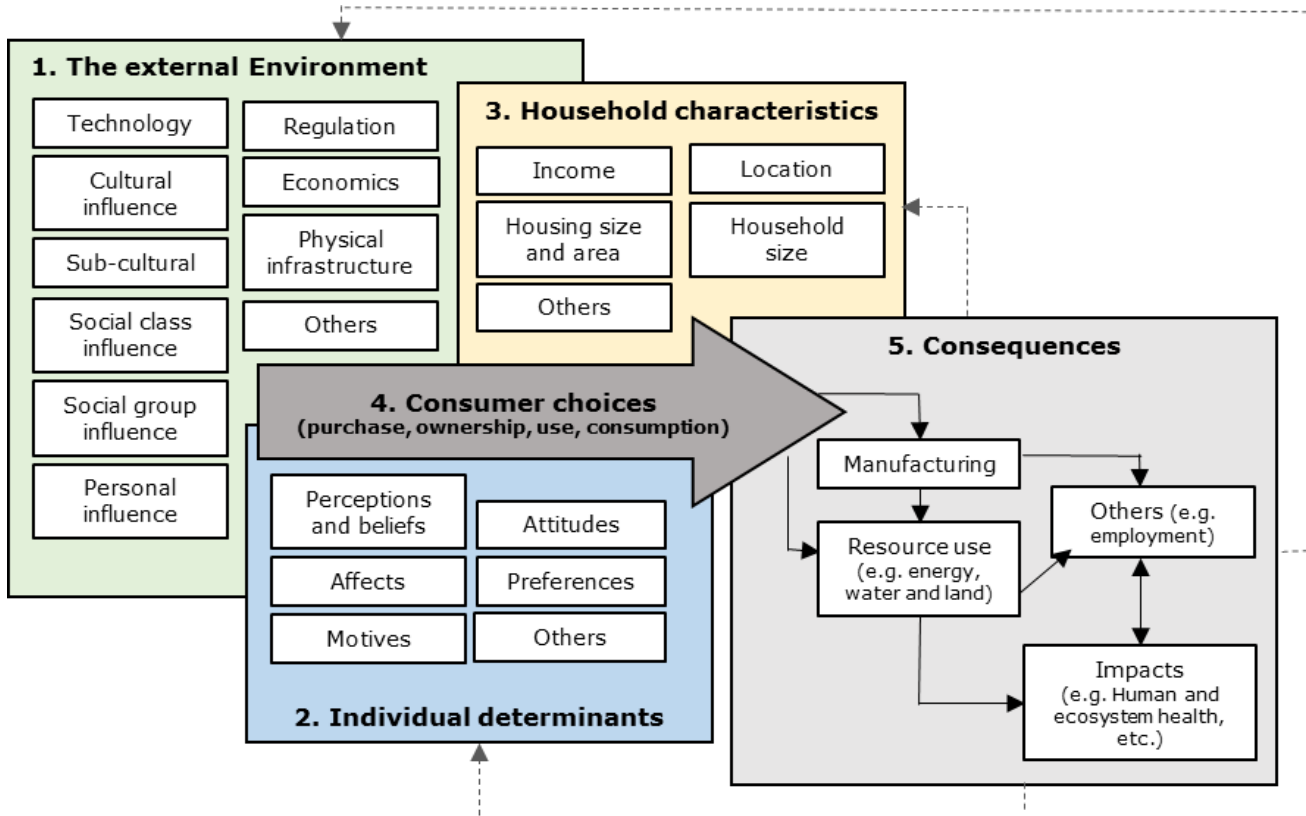 1. The external Environment
Technology
Cultural
influence
Sub-cultural
Social class
influence
Social group
influence
Personal
influence
Regulation
Economics
Physical
infrastructure
Others
3. Household characteristics
Income
Housing size
and area
Others
Location
Household
size
4. Consumer choices
(purchase, ownership, use, consumption)
Perceptions
and beliefs
Affects
Motives
Attitudes
Preferences
Others
2. Individual determinants
5. Consequences
Manufacturing
Resource use
(e.g. energy,
water and land)
Others (e.g.
employment)
Impacts
(e.g. Human and
ecosystem health,
etc.)